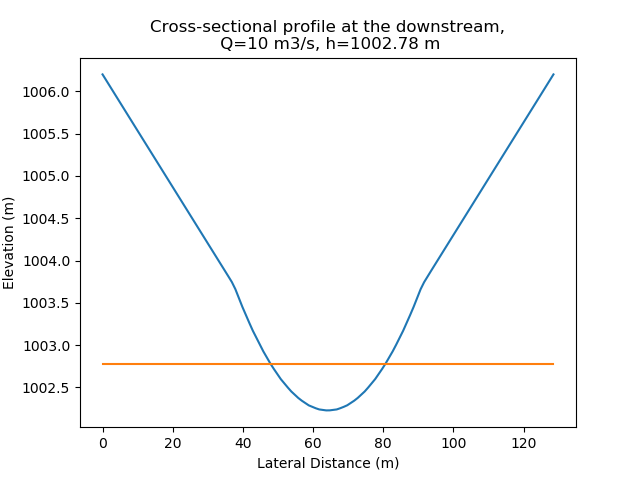 Cross-sectional profile at the downstream,
Q=10 m3/s, h=1002.78 m
1006.0
1005.5
1005.0
1004.5
1004.0
1003.5
1003.0
1002.5
Elevation (m)
0 20 40 60 80 100 120
Lateral Distance (m)